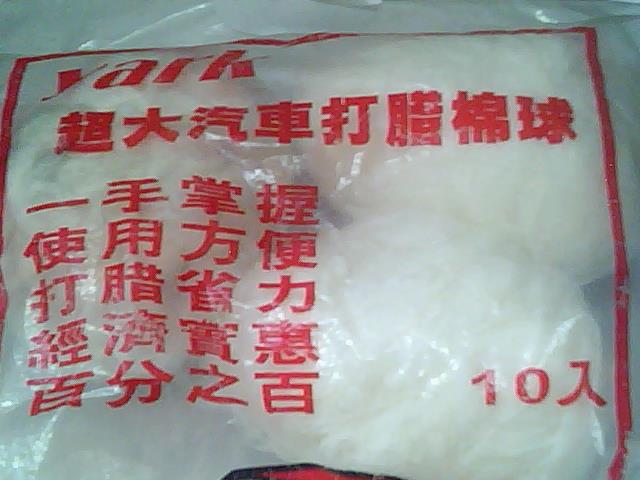 yark
超大汽車打腊棉球
一手掌握
使用方便
打腊省力
經濟實惠
百分之百
10入